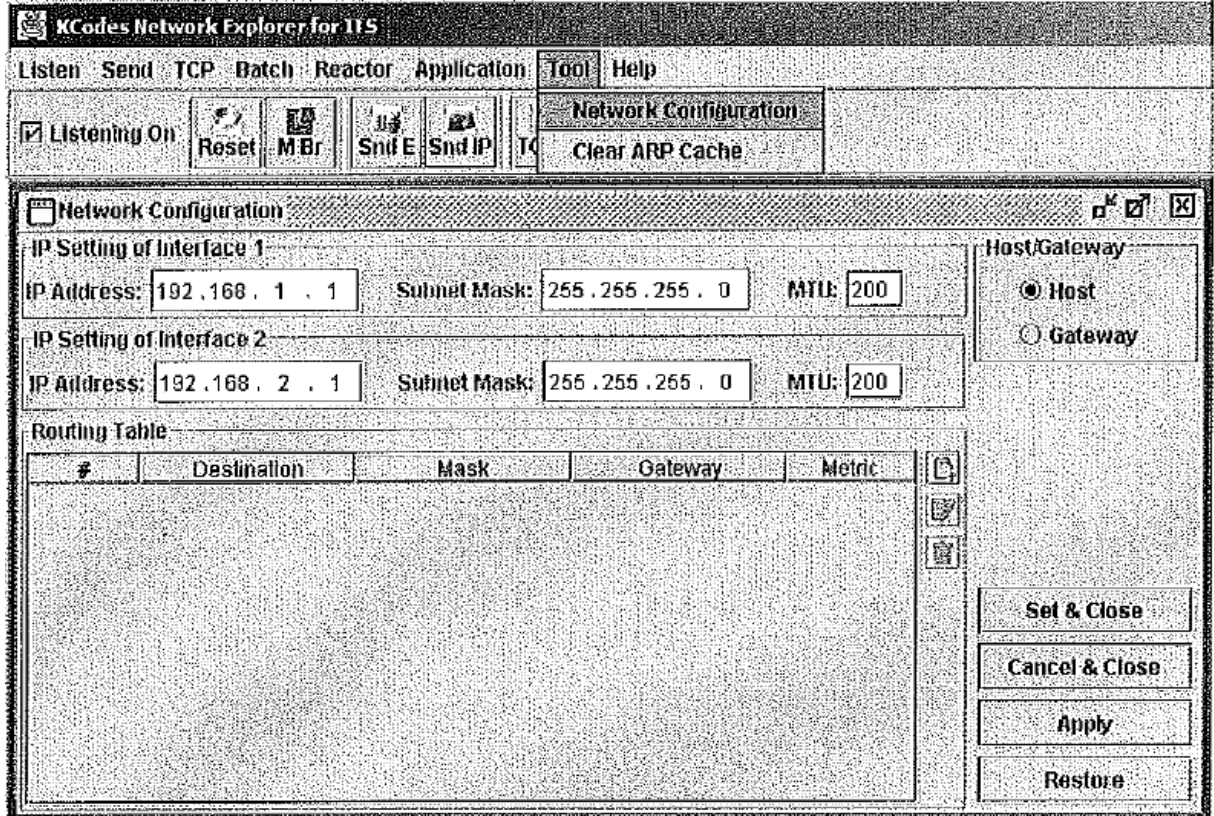 KCodes Network Explorer for ITS
Listen Send TCP Batch Reactor Application Tool Help
Listening On Reset M Br Snd E Snd IP TC
Network Configuration
Clear ARP Cache
Network Configuration
IP Setting of Interface 1
IP Address: 192.168. 1 . 1 Subnet Mask: 255.255.255. 0 MTU: 200
IP Setting of Interface 2
IP Address: 192.168. 2 . 1 Subnet Mask: 255.255.255. 0 MTU: 200
Host/Gateway
Host
Gateway
Routing Table
# Destination Mask Gateway Metric
Set & Close
Cancel & Close
Apply
Restore